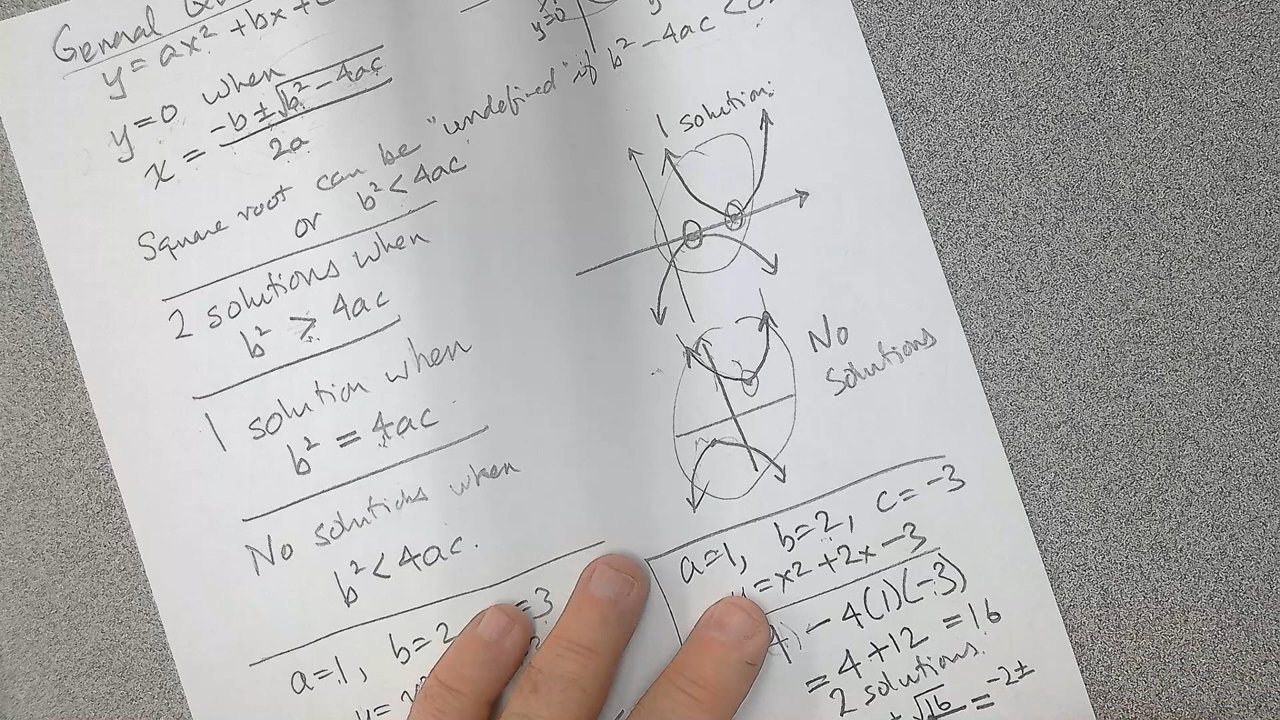 General
y = ax² + bx +
y=0 when
x = -b ± √b² - 4ac
2a
Square root can be "undefined" if b² - 4ac < 0.
or b² < 4ac
2 solutions when
b² ≥ 4ac
1 solution when
b² = 4ac
No solutions when
b² < 4ac.
a=1, b=2 =3
y=
y=0
y
1 solution:
No
Solutions
a=1, b=2, c=-3
y=x2+2x-3
- 4(1)(-3)
= 4+12 = 16
2 solutions.
√16 = -2±